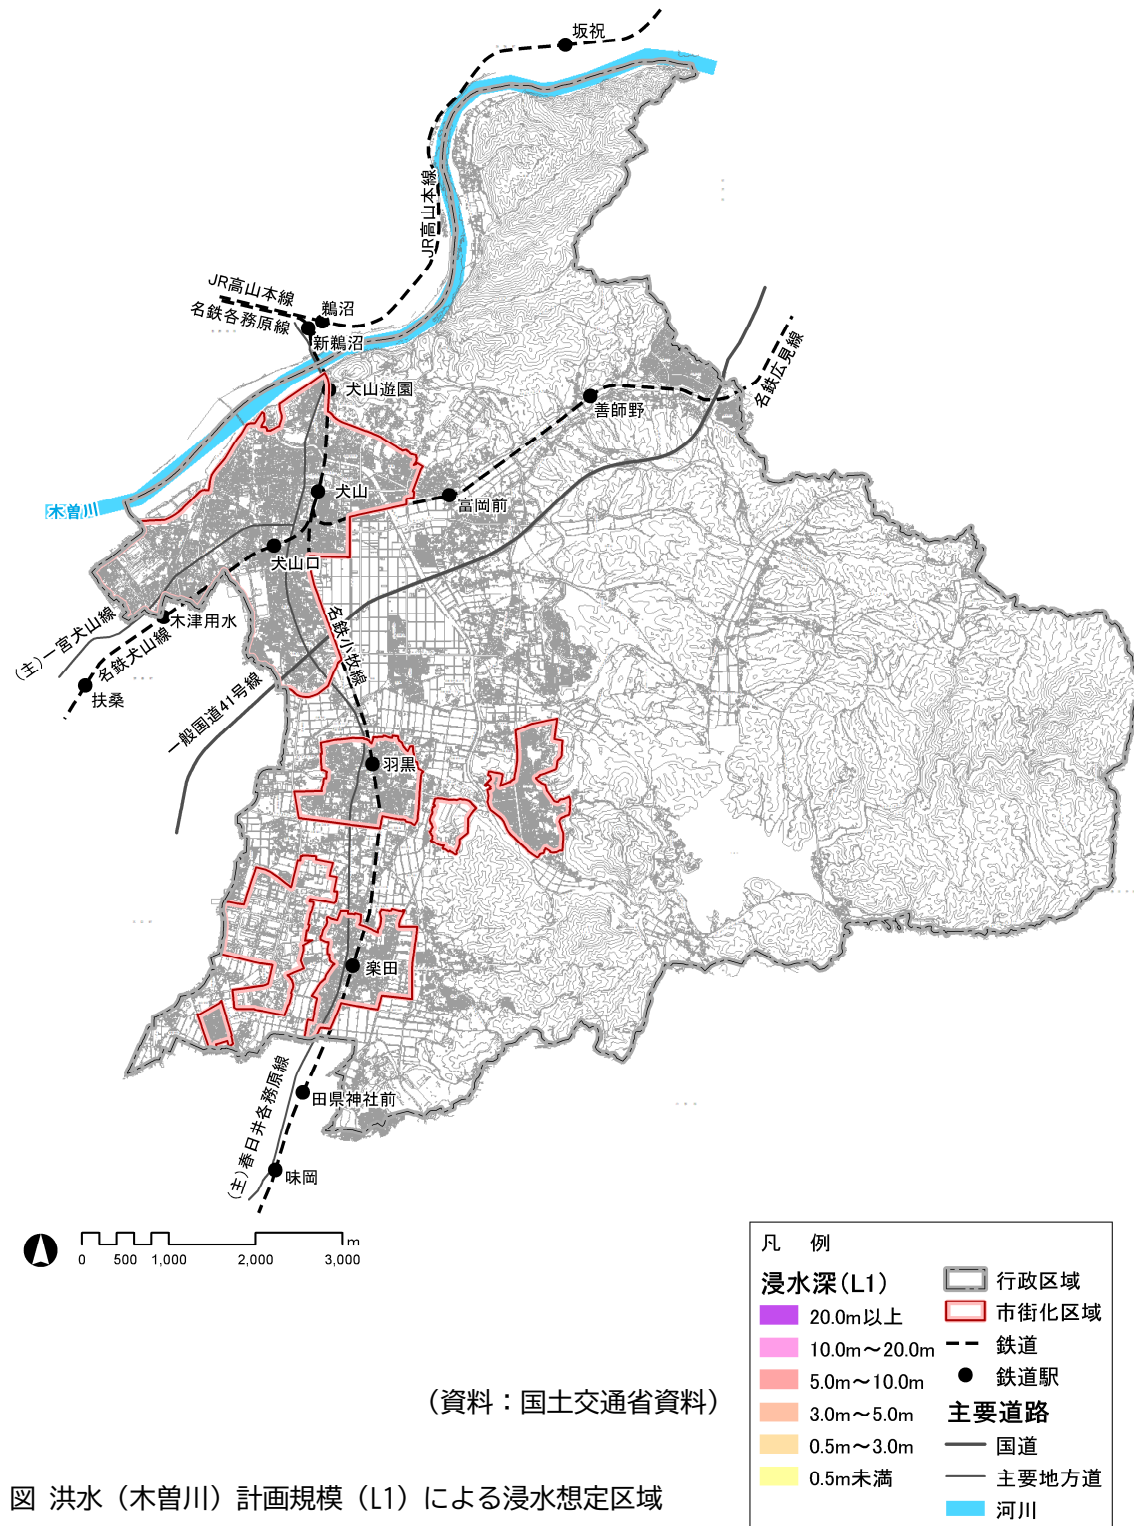 坂祝
JR高山本線
JR高山本線
名鉄各務原線
鵜沼
新鵜沼
犬山遊園
善師野
名鉄広見線
犬山
富岡前
木曽川
犬山口
木津用水
(主)一宮犬山線
名鉄犬山線
扶桑
名鉄小牧線
一般国道41号線
羽黒
楽田
(主)春日井各務原線
田県神社前
味岡
0 500 1,000 2,000 3,000 m
凡 例
浸水深(L1)
20.0m以上
10.0m～20.0m
5.0m～10.0m
3.0m～5.0m
0.5m～3.0m
0.5m未満
行政区域
市街化区域
鉄道
鉄道駅
主要道路
国道
主要地方道
河川
（資料：国土交通省資料）
図 洪水（木曽川）計画規模（L1）による浸水想定区域